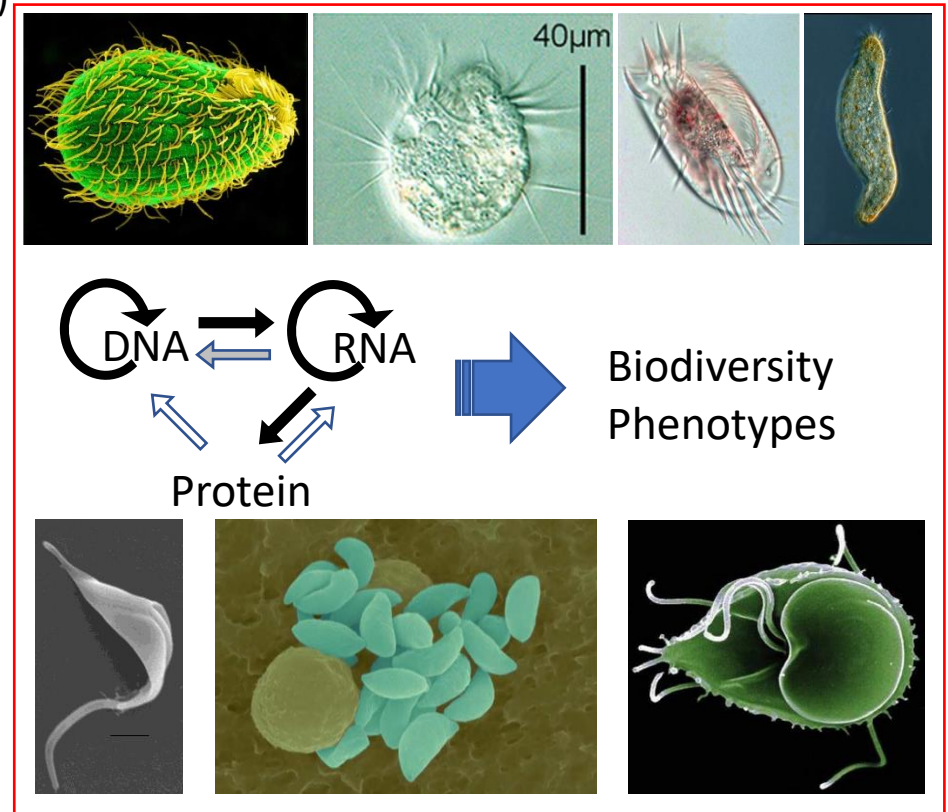 )
40μm
DNA
RNA
Biodiversity
Phenotypes
Protein